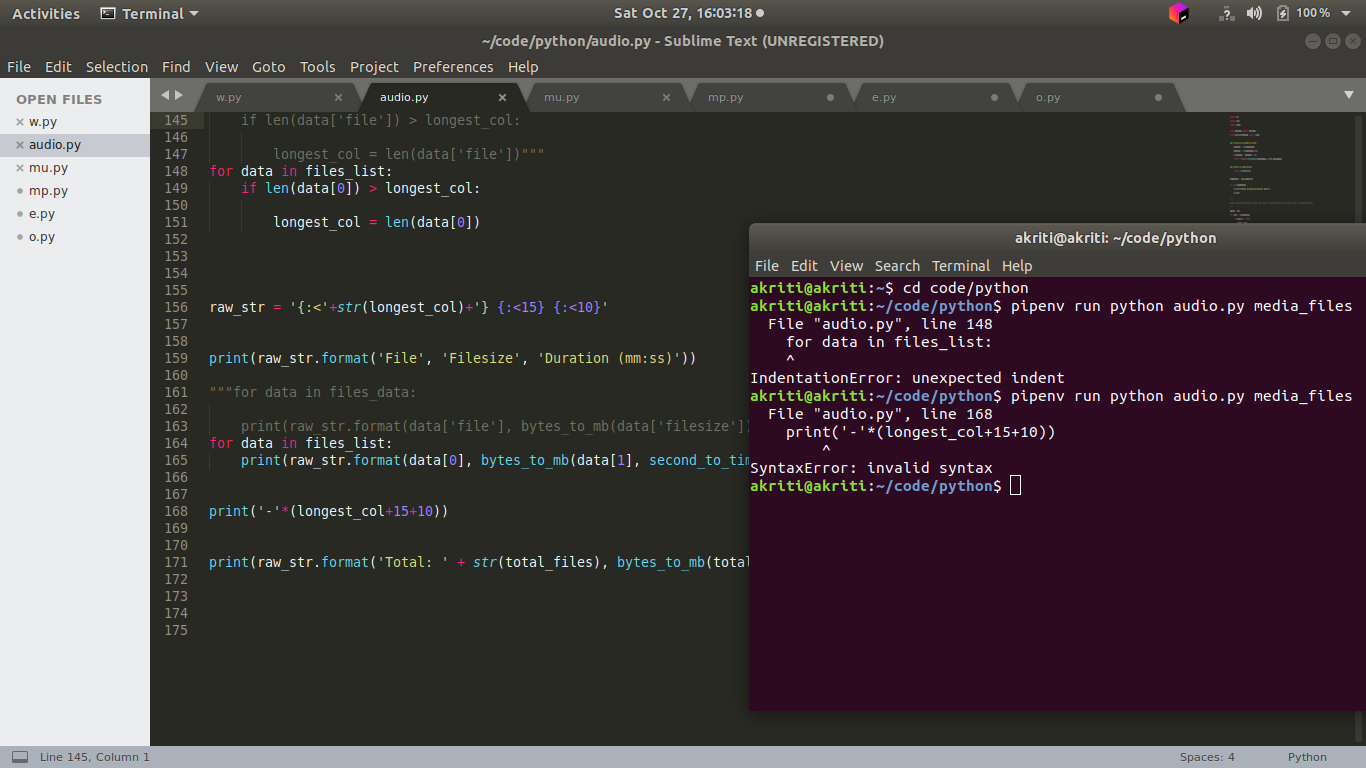 Activities Terminal Sat Oct 27, 16:03:18 100 %
~/code/python/audio.py - Sublime Text (UNREGISTERED)
File Edit Selection Find View Goto Tools Project Preferences Help
OPEN FILES
w.py
audio.py
mu.py
mp.py
e.py
o.py
w.py audio.py mu.py mp.py e.py o.py
145 if len(data['file']) > longest_col:
146
147 longest_col = len(data['file'])"""
148 for data in files_list:
149 if len(data[0]) > longest_col:
150
151 longest_col = len(data[0])
152
153
154
155
156 raw_str = '{:<'+str(longest_col)+'} {:<15} {:<10}'
157
158
159 print(raw_str.format('File', 'Filesize', 'Duration (mm:ss)'))
160
161 """for data in files_data:
162
163 print(raw_str.format(data['file'], bytes_to_mb(data['filesize'])
164 for data in files_list:
165 print(raw_str.format(data[0], bytes_to_mb(data[1], second_to_tim
166
167
168 print('-'*(longest_col+15+10))
169
170
171 print(raw_str.format('Total: ' + str(total_files), bytes_to_mb(total
172
173
174
175
akriti@akriti: ~/code/python
File Edit View Search Terminal Help
akriti@akriti:~$ cd code/python
akriti@akriti:~/code/python$ pipenv run python audio.py media_files
File "audio.py", line 148
for data in files_list:
^
IndentationError: unexpected indent
akriti@akriti:~/code/python$ pipenv run python audio.py media_files
File "audio.py", line 168
print('-'*(longest_col+15+10))
^
SyntaxError: invalid syntax
akriti@akriti:~/code/python$
Line 145, Column 1 Spaces: 4 Python